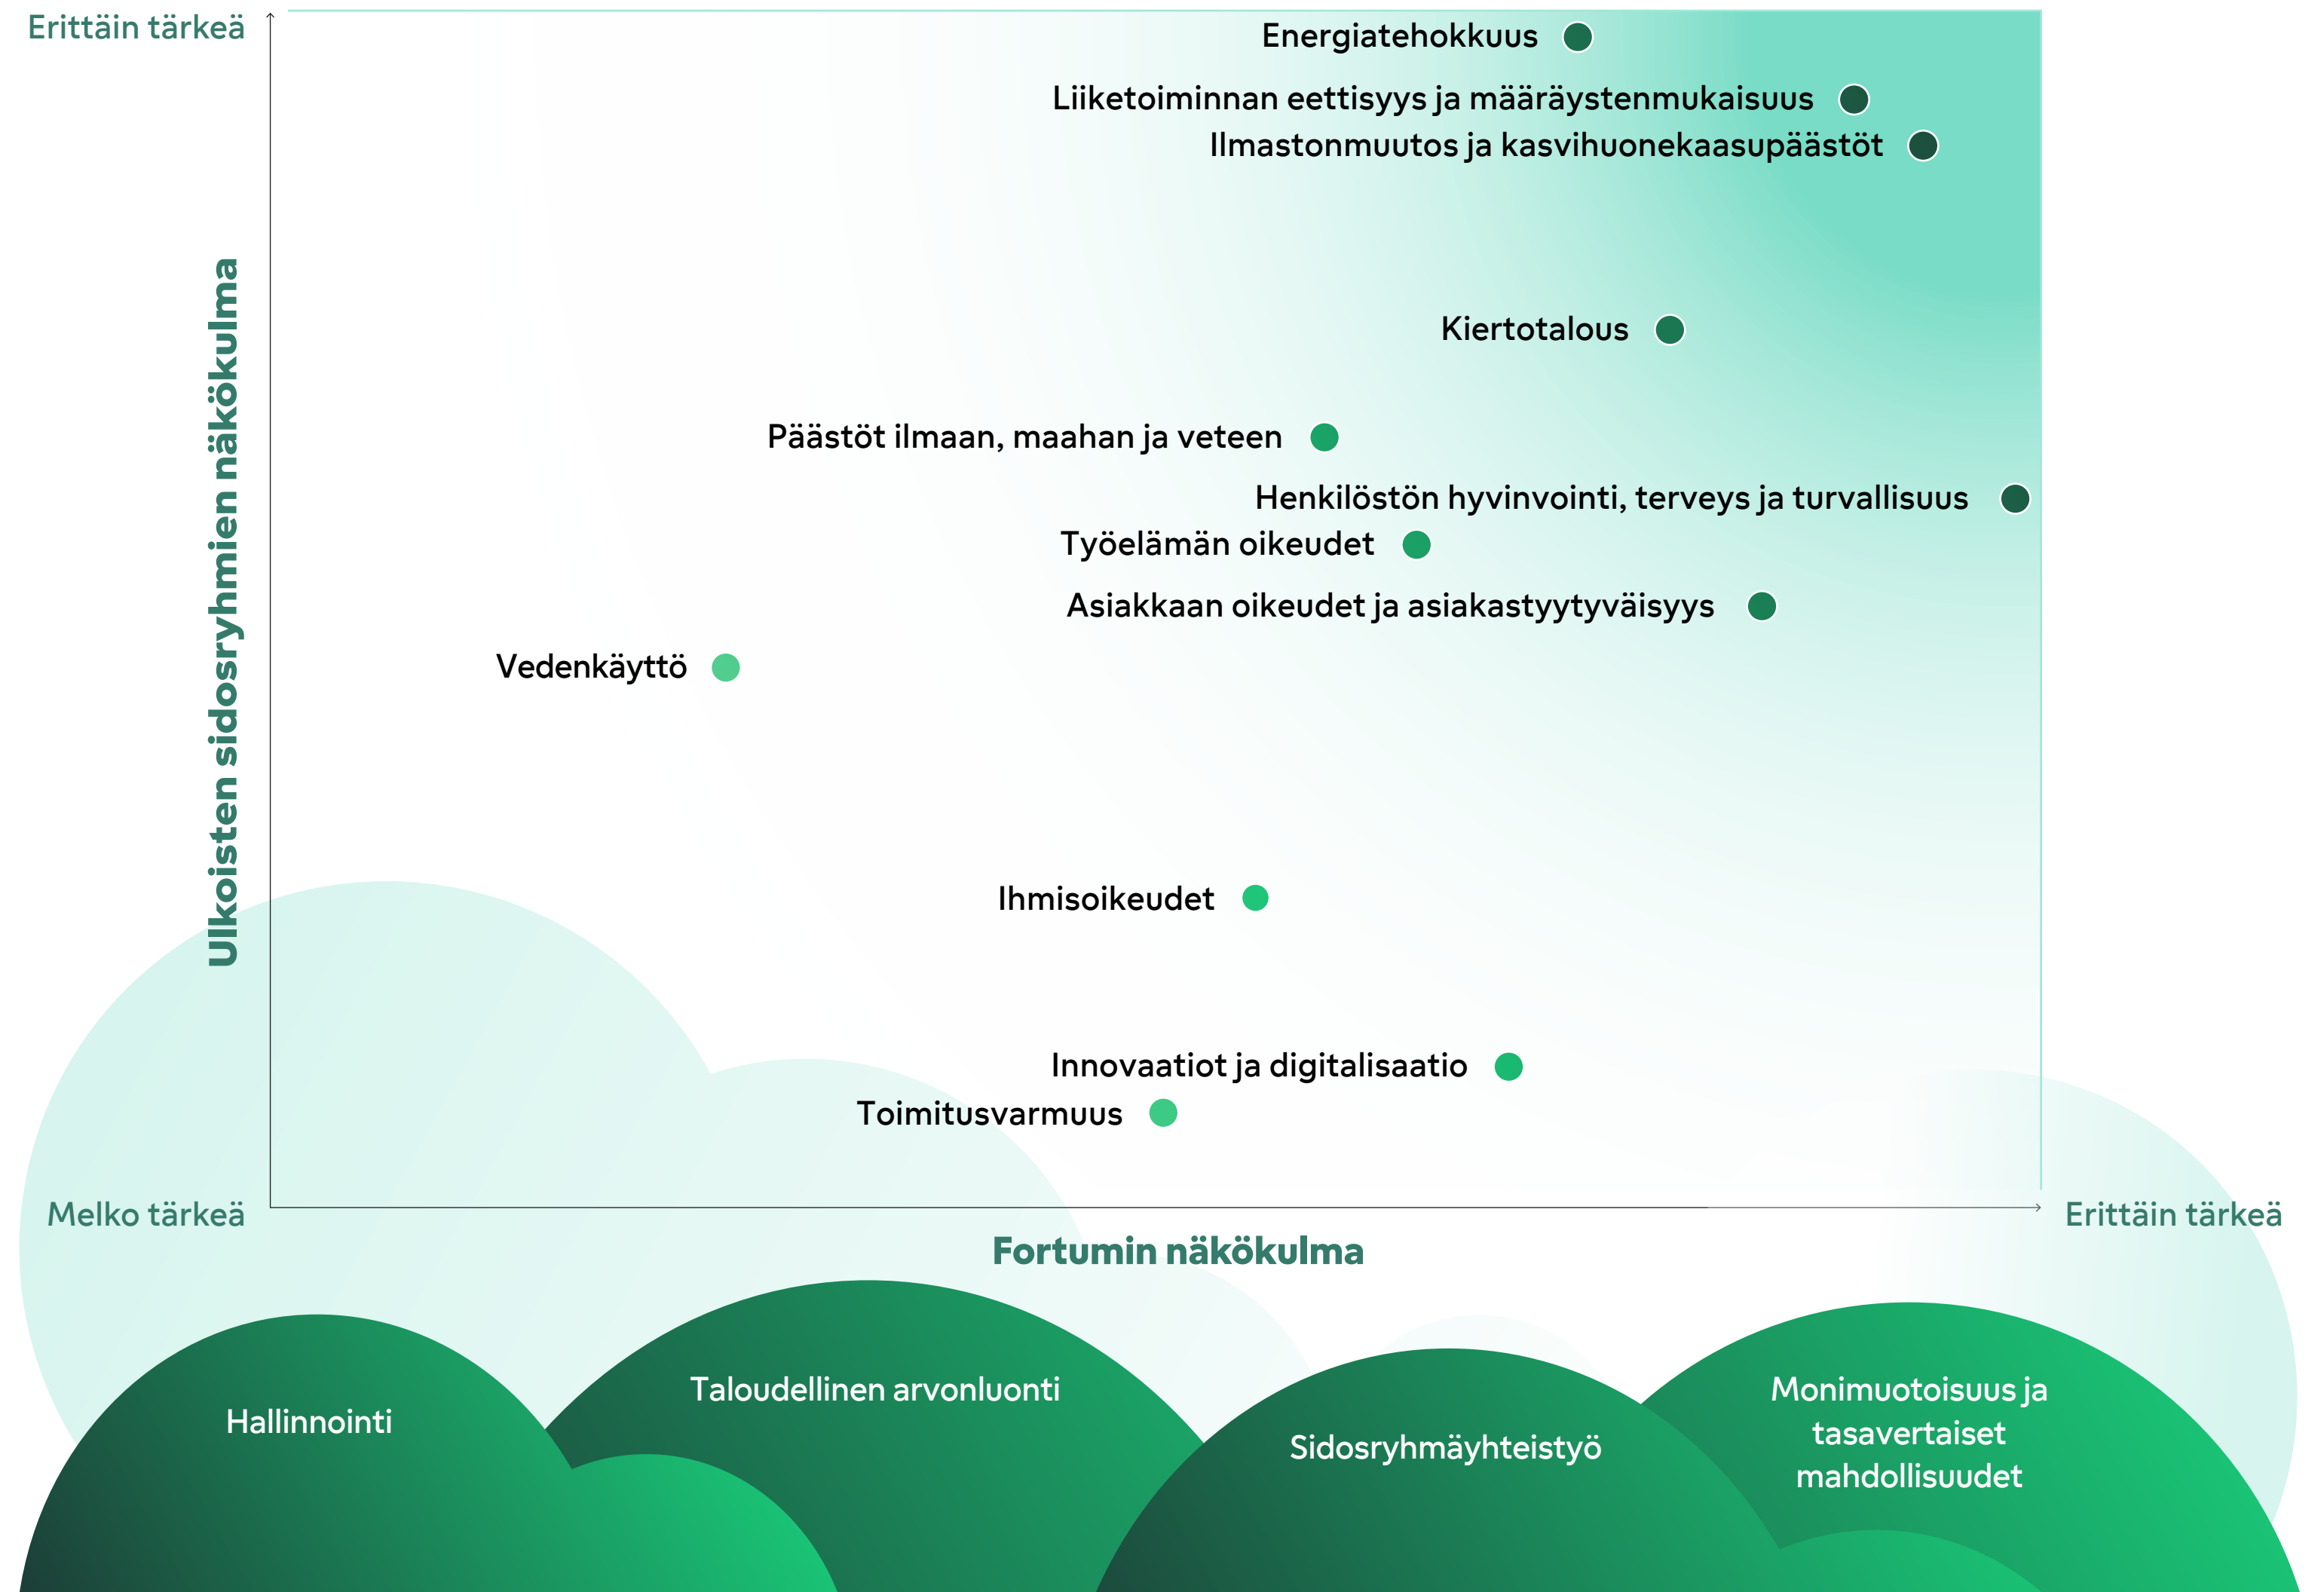 Erittäin tärkeä
Energiatehokkuus
Liiketoiminnan eettisyys ja määräystenmukaisuus
Ilmastonmuutos ja kasvihuonekaasupäästöt
Ulkoisten sidosryhmien näkökulma
Kiertotalous
Päästöt ilmaan, maahan ja veteen
Henkilöstön hyvinvointi, terveys ja turvallisuus
Työelämän oikeudet
Asiakkaan oikeudet ja asiakastyytyväisyys
Vedenkäyttö
Ihmisoikeudet
Innovaatiot ja digitalisaatio
Toimitusvarmuus
Melko tärkeä
Erittäin tärkeä
Fortumin näkökulma
Hallinnointi
Taloudellinen arvonluonti
Sidosryhmäyhteistyö
Monimuotoisuus ja
tasavertaiset
mahdollisuudet